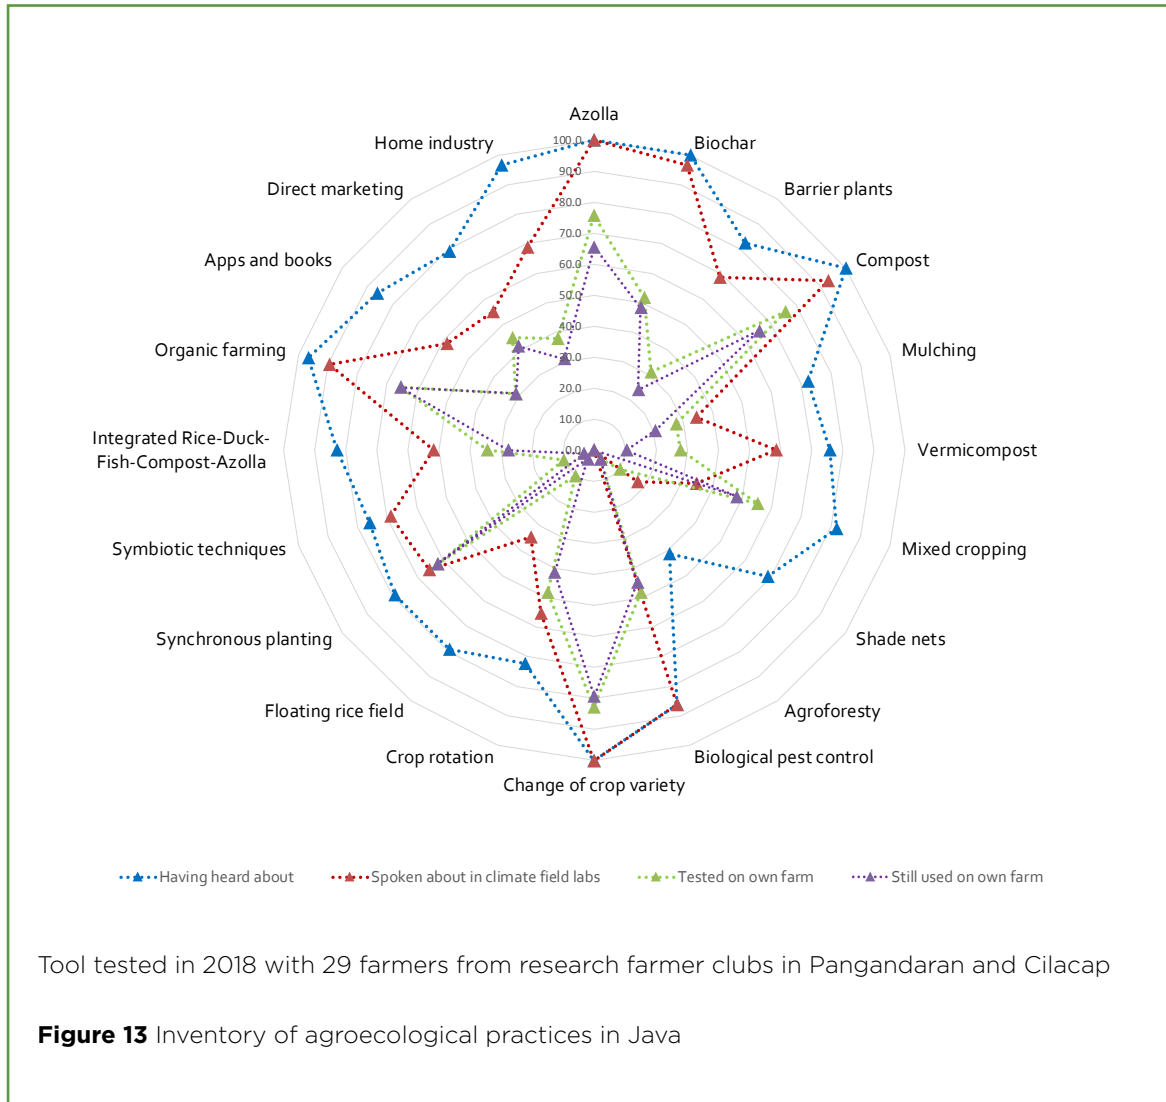 Azolla
Home industry
Biochar
Direct marketing
Barrier plants
Apps and books
Compost
Organic farming
Mulching
Integrated Rice-Duck-
Fish-Compost-Azolla
Vermicompost
Symbiotic techniques
Mixed cropping
Synchronous planting
Shade nets
Floating rice field
Agroforesty
Crop rotation
Biological pest control
Change of crop variety
100.0
90.0
80.0
70.0
60.0
50.0
40.0
30.0
20.0
10.0
0.0
Having heard about
Spoken about in climate field labs
Tested on own farm
Still used on own farm
Tool tested in 2018 with 29 farmers from research farmer clubs in Pangandaran and Cilacap
Figure 13 Inventory of agroecological practices in Java